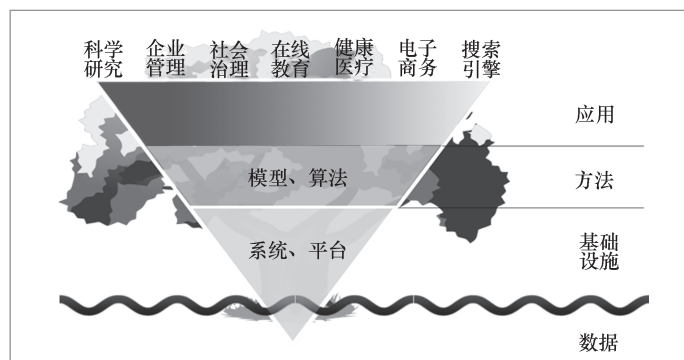 科学 企业 社会 在线 健康 电子 搜索
研究 管理 治理 教育 医疗 商务 引擎
应用
模型、算法 方法
系统、平台 基础
设施
数据